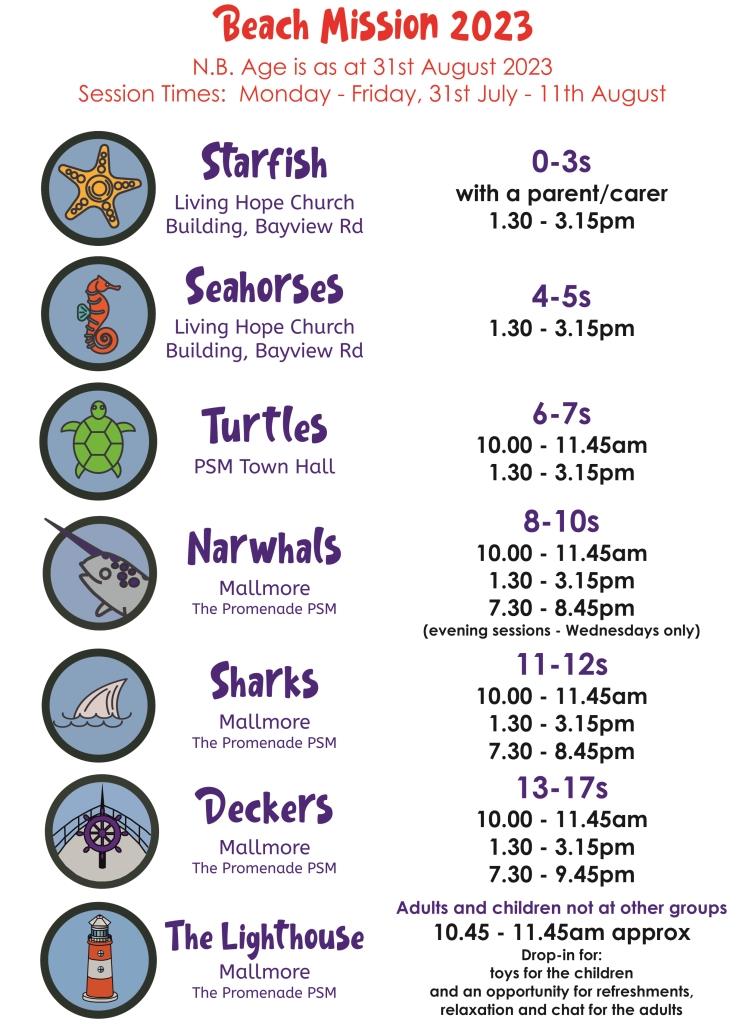 Beach Mission 2023
N.B. Age is as at 31st August 2023
Session Times: Monday - Friday, 31st July - 11th August
Starfish
Living Hope Church
Building, Bayview Rd
0-3s
with a parent/carer
1.30 - 3.15pm
Seahorses
Living Hope Church
Building, Bayview Rd
4-5s
1.30 - 3.15pm
Turtles
PSM Town Hall
6-7s
10.00 - 11.45am
1.30 - 3.15pm
Narwhals
Mallmore
The Promenade PSM
8-10s
10.00 - 11.45am
1.30 - 3.15pm
7.30 - 8.45pm
(evening sessions - Wednesdays only)
Sharks
Mallmore
The Promenade PSM
11-12s
10.00 - 11.45am
1.30 - 3.15pm
7.30 - 8.45pm
Deckers
Mallmore
The Promenade PSM
13-17s
10.00 - 11.45am
1.30 - 3.15pm
7.30 - 9.45pm
The Lighthouse
Mallmore
The Promenade PSM
Adults and children not at other groups
10.45 - 11.45am approx
Drop-in for:
toys for the children
and an opportunity for refreshments,
relaxation and chat for the adults